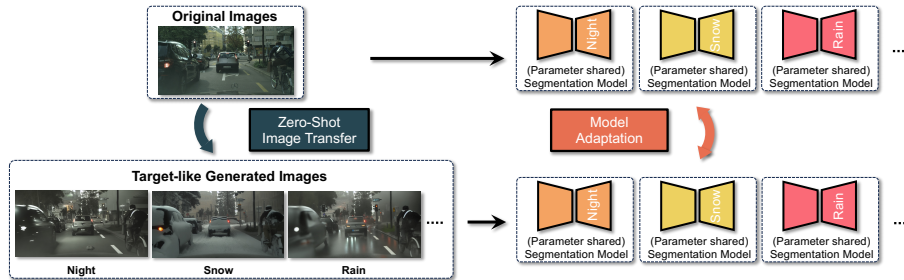 Original Images
Night
Snow
Rain
...
(Parameter shared)
Segmentation Model
(Parameter shared)
Segmentation Model
(Parameter shared)
Segmentation Model
Zero-Shot
Image Transfer
Model
Adaptation
Target-like Generated Images
....
Night
Snow
Rain
Night
Snow
Rain
...
(Parameter shared)
Segmentation Model
(Parameter shared)
Segmentation Model
(Parameter shared)
Segmentation Model